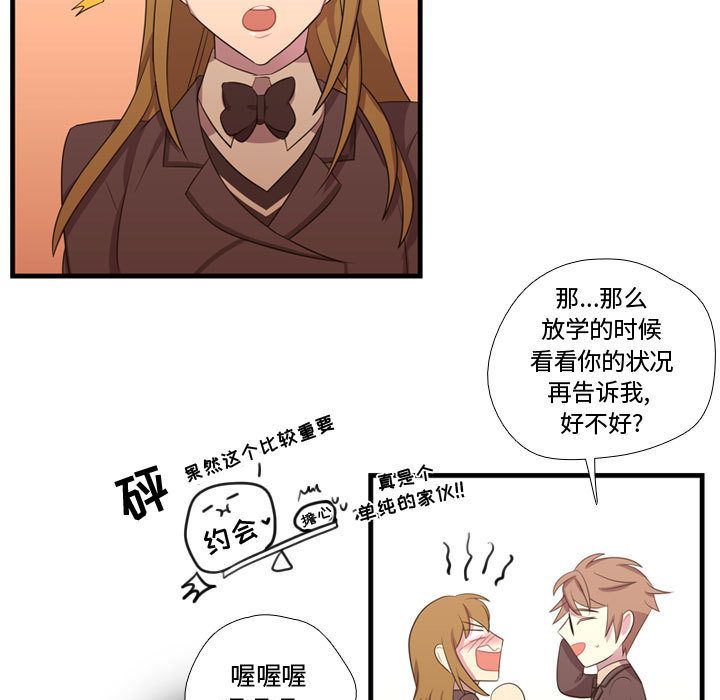 那...那么
放学的时候
看看你的状况
再告诉我,
好不好?
果然这个比较重要
砰
约会
擔心
真是个
单纯的家伙!!
喔喔喔